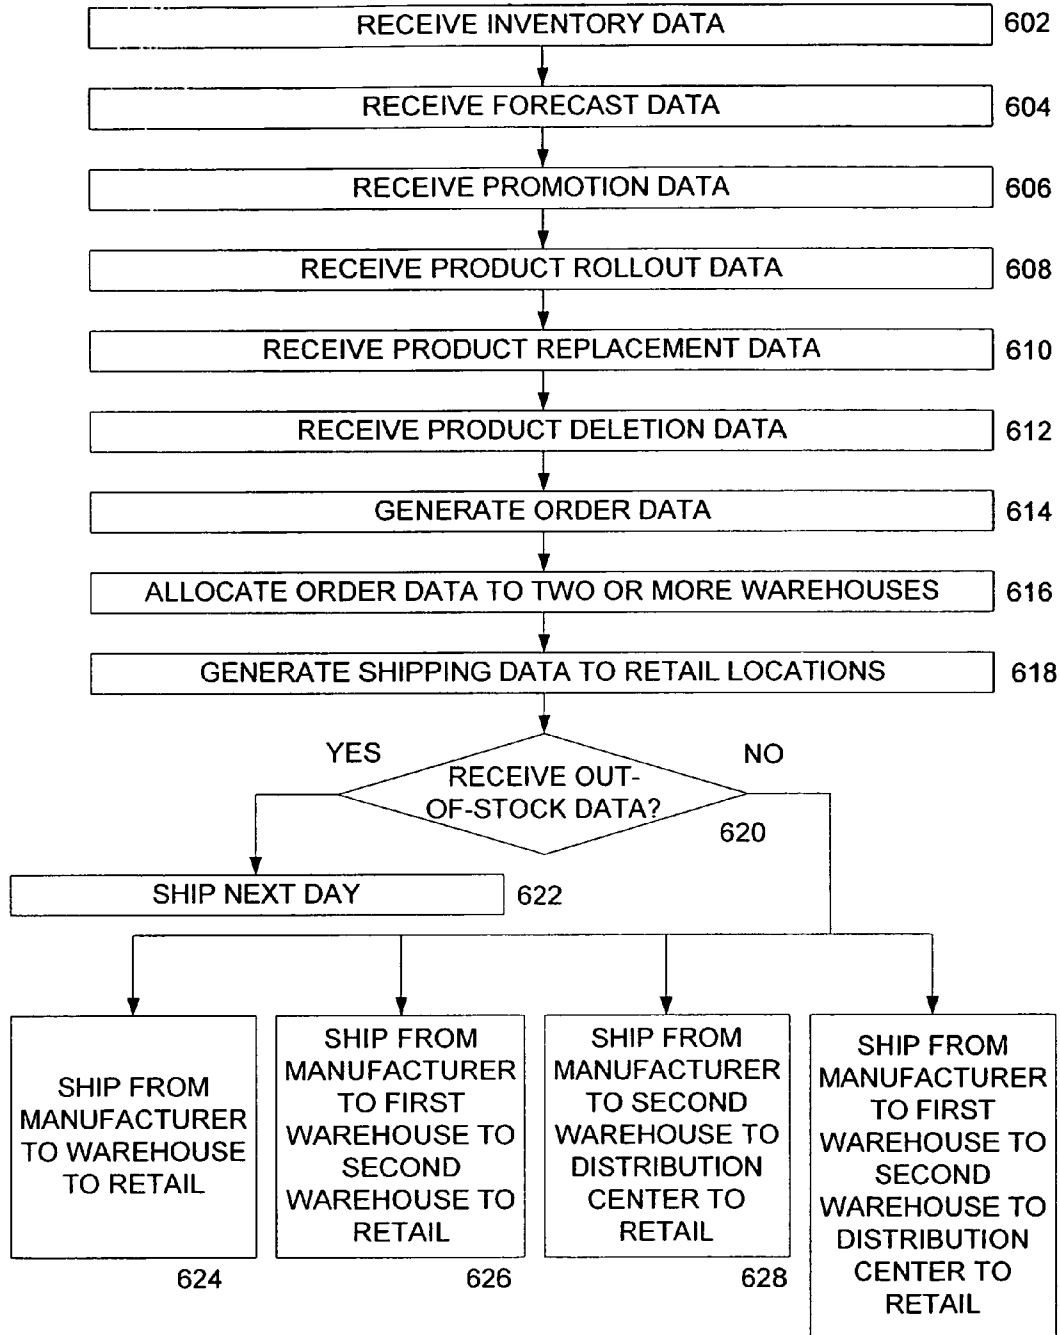 RECEIVE INVENTORY DATA 602
RECEIVE FORECAST DATA 604
RECEIVE PROMOTION DATA 606
RECEIVE PRODUCT ROLLOUT DATA 608
RECEIVE PRODUCT REPLACEMENT DATA 610
RECEIVE PRODUCT DELETION DATA 612
GENERATE ORDER DATA 614
ALLOCATE ORDER DATA TO TWO OR MORE WAREHOUSES 616
GENERATE SHIPPING DATA TO RETAIL LOCATIONS 618
YES
NO
RECEIVE OUT-
OF-STOCK DATA?
620
SHIP NEXT DAY 622
SHIP FROM
MANUFACTURER
TO WAREHOUSE
TO RETAIL
624
SHIP FROM
MANUFACTURER
TO FIRST
WAREHOUSE TO
SECOND
WAREHOUSE TO
RETAIL
626
SHIP FROM
MANUFACTURER
TO SECOND
WAREHOUSE TO
DISTRIBUTION
CENTER TO
RETAIL
628
SHIP FROM
MANUFACTURER
TO FIRST
WAREHOUSE TO
SECOND
WAREHOUSE TO
DISTRIBUTION
CENTER TO
RETAIL